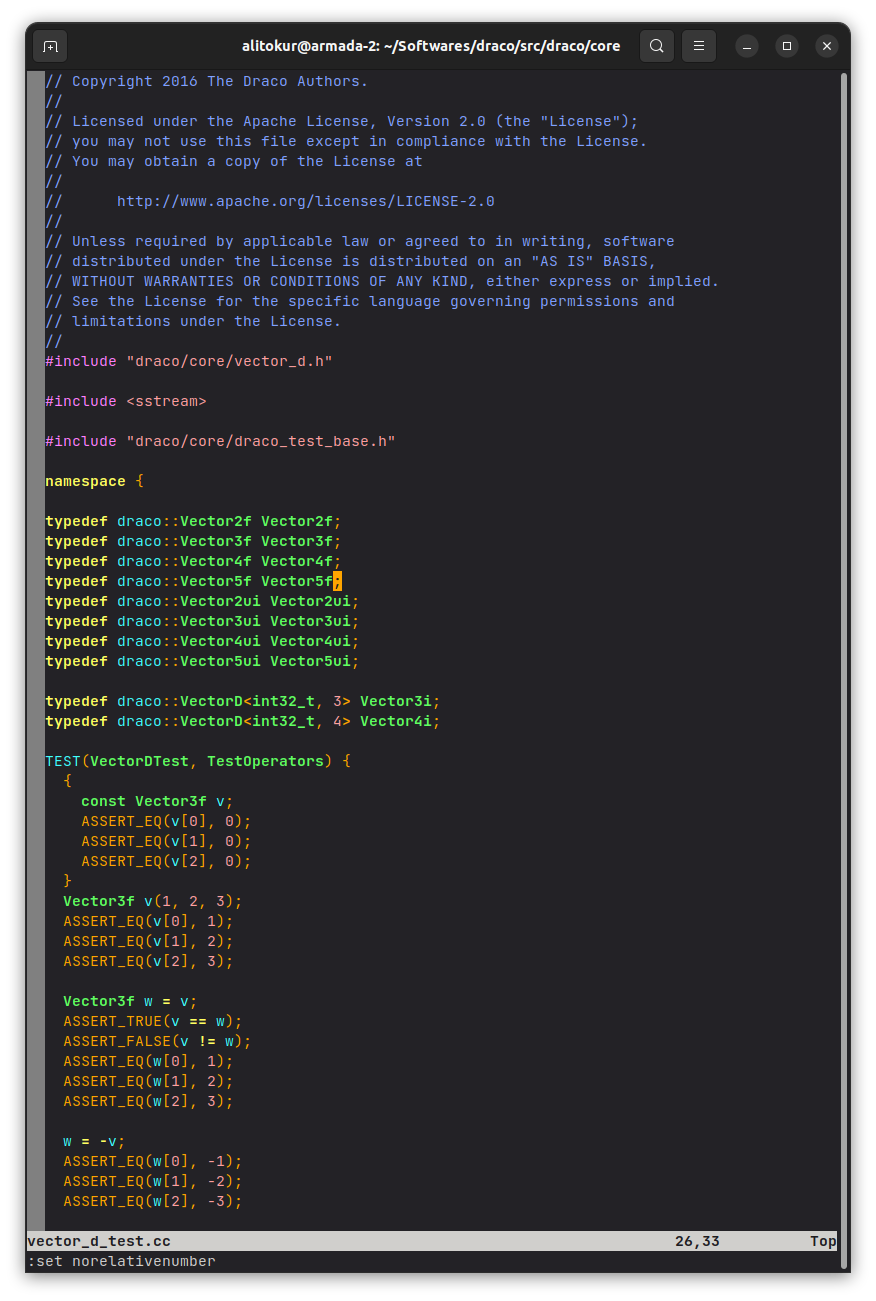 alitokur@armada-2: ~/Softwares/draco/src/draco/core
// Copyright 2016 The Draco Authors.
//
// Licensed under the Apache License, Version 2.0 (the "License");
// you may not use this file except in compliance with the License.
// You may obtain a copy of the License at
//
//      http://www.apache.org/licenses/LICENSE-2.0
//
// Unless required by applicable law or agreed to in writing, software
// distributed under the License is distributed on an "AS IS" BASIS,
// WITHOUT WARRANTIES OR CONDITIONS OF ANY KIND, either express or implied.
// See the License for the specific language governing permissions and
// limitations under the License.
//
#include "draco/core/vector_d.h"

#include <sstream>

#include "draco/core/draco_test_base.h"

namespace {

typedef draco::Vector2f Vector2f;
typedef draco::Vector3f Vector3f;
typedef draco::Vector4f Vector4f;
typedef draco::Vector5f Vector5f;
typedef draco::Vector2ui Vector2ui;
typedef draco::Vector3ui Vector3ui;
typedef draco::Vector4ui Vector4ui;
typedef draco::Vector5ui Vector5ui;

typedef draco::VectorD<int32_t, 3> Vector3i;
typedef draco::VectorD<int32_t, 4> Vector4i;

TEST(VectorDTest, TestOperators) {
  {
    const Vector3f v;
    ASSERT_EQ(v[0], 0);
    ASSERT_EQ(v[1], 0);
    ASSERT_EQ(v[2], 0);
  }
  Vector3f v(1, 2, 3);
  ASSERT_EQ(v[0], 1);
  ASSERT_EQ(v[1], 2);
  ASSERT_EQ(v[2], 3);

  Vector3f w = v;
  ASSERT_TRUE(v == w);
  ASSERT_FALSE(v != w);
  ASSERT_EQ(w[0], 1);
  ASSERT_EQ(w[1], 2);
  ASSERT_EQ(w[2], 3);

  w = -v;
  ASSERT_EQ(w[0], -1);
  ASSERT_EQ(w[1], -2);
  ASSERT_EQ(w[2], -3);

vector_d_test.cc 26,33 Top
:set norelativenumber